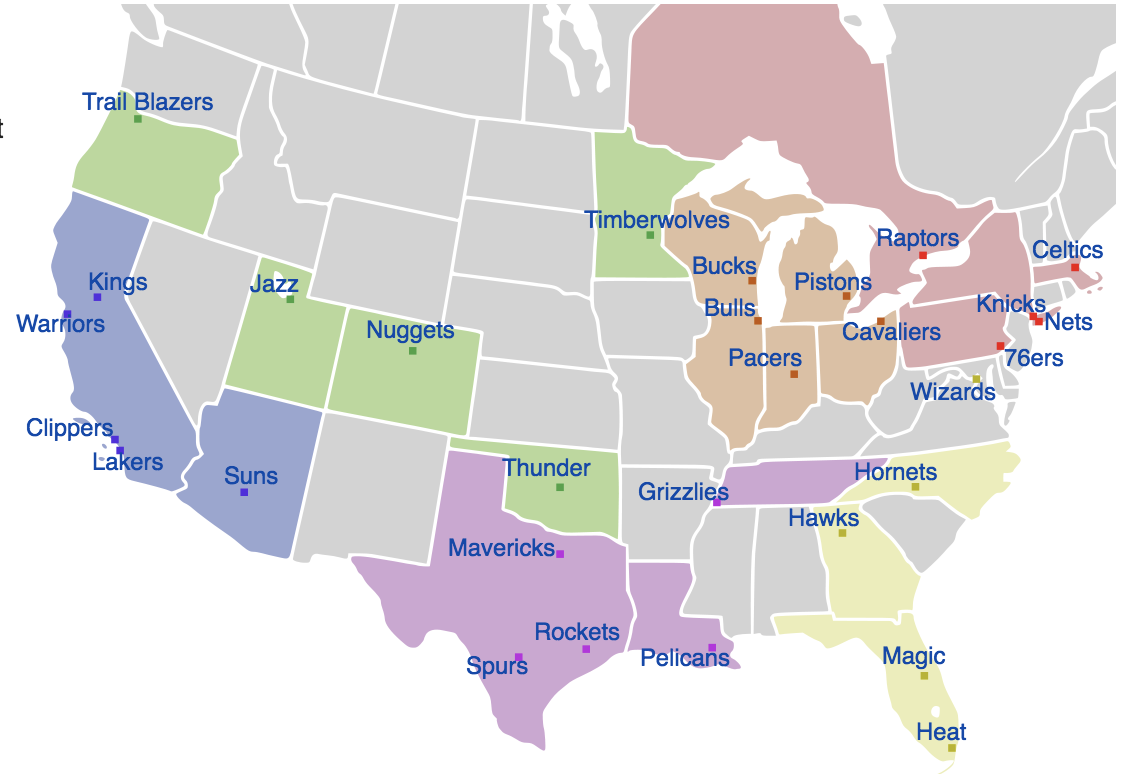 Trail Blazers
t
Timberwolves
Raptors
Celtics
Bucks
Pistons
Kings
Jazz
Bulls
Knicks
Nets
Warriors
Nuggets
Cavaliers
Pacers
76ers
Wizards
Clippers
Lakers
Suns
Thunder
Hornets
Grizzlies
Hawks
Mavericks
Rockets
Spurs
Pelicans
Magic
Heat